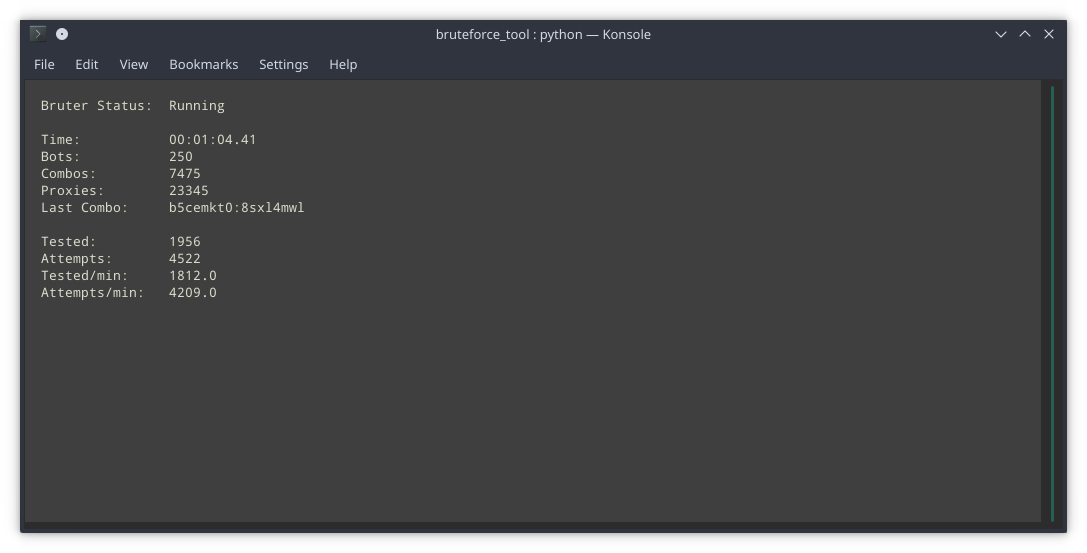 bruteforce_tool : python — Konsole
File Edit View Bookmarks Settings Help
Bruter Status: Running
Time: 00:01:04.41
Bots: 250
Combos: 7475
Proxies: 23345
Last Combo: b5cemkt0:8sxl4mwl
Tested: 1956
Attempts: 4522
Tested/min: 1812.0
Attempts/min: 4209.0